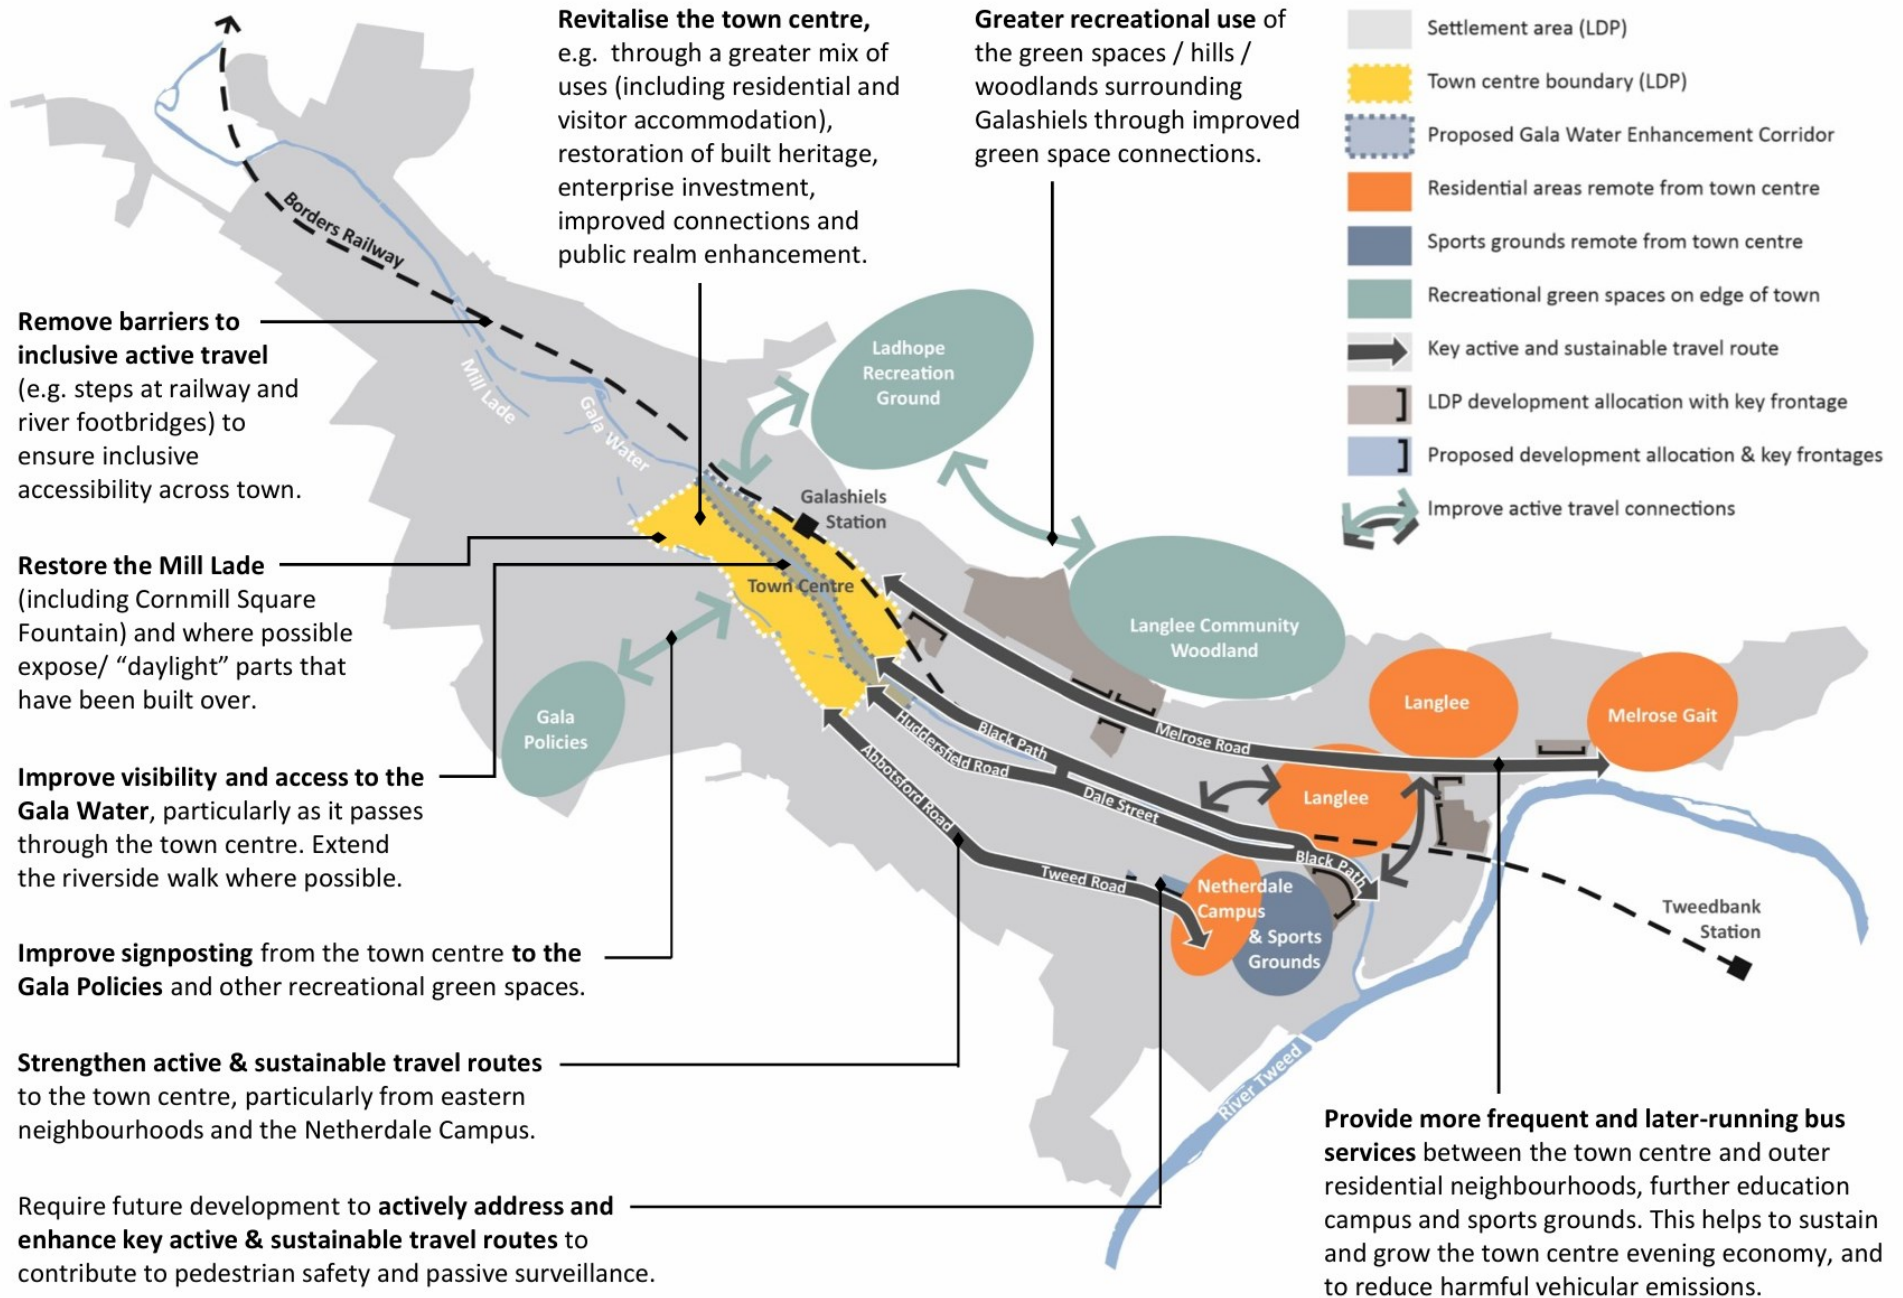 Revitalise the town centre,
e.g. through a greater mix of
uses (including residential and
visitor accommodation),
restoration of built heritage,
enterprise investment,
improved connections and
public realm enhancement.
Greater recreational use of
the green spaces / hills /
woodlands surrounding
Galashiels through improved
green space connections.
Settlement area (LDP)
Town centre boundary (LDP)
Proposed Gala Water Enhancement Corridor
Residential areas remote from town centre
Sports grounds remote from town centre
Recreational green spaces on edge of town
Key active and sustainable travel route
LDP development allocation with key frontage
Proposed development allocation & key frontages
Improve active travel connections
Borders Railway
Mill Lade
Gala Water
Ladhope
Recreation
Ground
Galashiels
Station
Town Centre
Langlee Community
Woodland
Gala
Policies
Langlee
Melrose Gait
Langlee
Melrose Road
Black Path
Huddersfield Road
Dale Street
Abbotsford Road
Tweed Road
Black Path
Netherdale
Campus
& Sports
Grounds
Tweedbank
Station
River Tweed
Remove barriers to
inclusive active travel
(e.g. steps at railway and
river footbridges) to
ensure inclusive
accessibility across town.
Restore the Mill Lade
(including Cornmill Square
Fountain) and where possible
expose/ “daylight” parts that
have been built over.
Improve visibility and access to the
Gala Water, particularly as it passes
through the town centre. Extend
the riverside walk where possible.
Improve signposting from the town centre to the
Gala Policies and other recreational green spaces.
Strengthen active & sustainable travel routes
to the town centre, particularly from eastern
neighbourhoods and the Netherdale Campus.
Require future development to actively address and
enhance key active & sustainable travel routes to
contribute to pedestrian safety and passive surveillance.
Provide more frequent and later-running bus
services between the town centre and outer
residential neighbourhoods, further education
campus and sports grounds. This helps to sustain
and grow the town centre evening economy, and
to reduce harmful vehicular emissions.